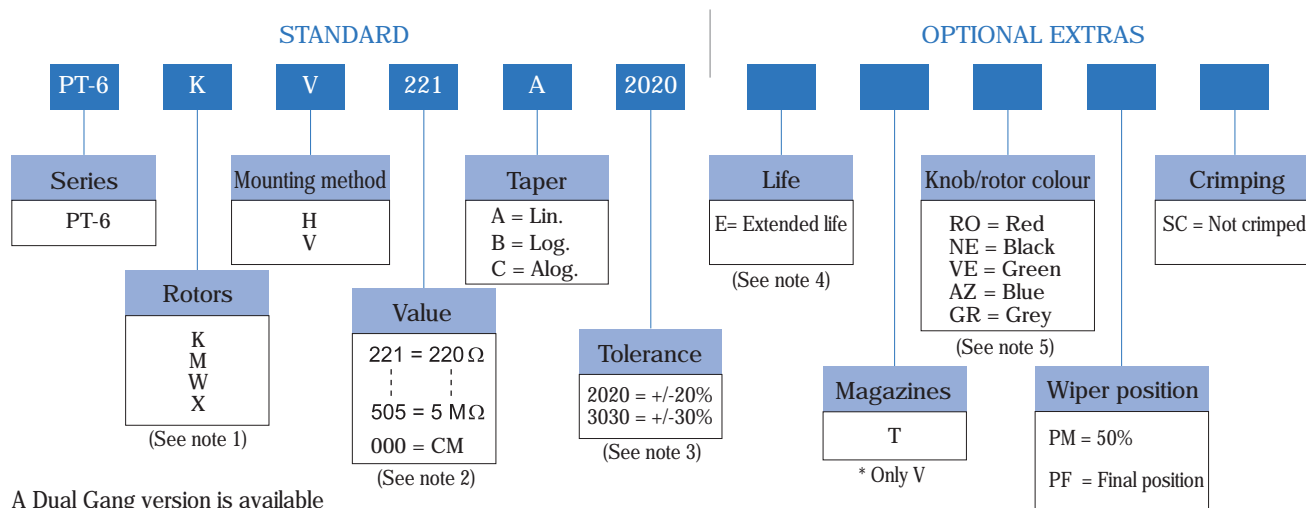 STANDARD
OPTIONAL EXTRAS
PT-6 K V 221 A 2020
Series
PT-6
Mounting method
H
V
Taper
A = Lin.
B = Log.
C = Alog.
Life
E= Extended life
(See note 4)
Knob/rotor colour
RO = Red
NE = Black
VE = Green
AZ = Blue
GR = Grey
(See note 5)
Crimping
SC = Not crimped
Rotors
K
M
W
X
(See note 1)
Value
221 = 220 Ω
505 = 5 MΩ
000 = CM
(See note 2)
Tolerance
2020 = +/-20%
3030 = +/-30%
(See note 3)
Magazines
T
* Only V
Wiper position
PM = 50%
PF = Final position
A Dual Gang version is available